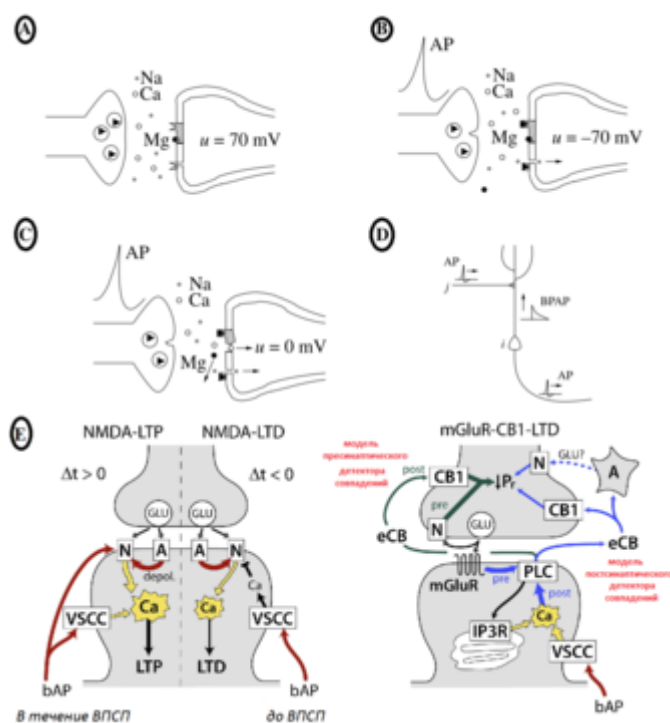 A
Na
Ca
Mg
u = 70 mV
B
AP
Na
Ca
Mg
u = –70 mV
C
AP
Na
Ca
Mg
u = 0 mV
D
AP
j
BPAP
i
AP
E
NMDA-LTP
NMDA-LTD
Δt > 0
Δt < 0
GLU
GLU
N
A
A
N
depol.
Ca
VSCC
Ca
Ca
VSCC
LTP
LTD
bAP
bAP
В течение ВПСП
до ВПСП
mGluR-CB1-LTD
модель
пресинаптического
детектора
совпадений
post
CB1
↓Pr
N
GLU?
A
pre
CB1
N
GLU
eCB
eCB
mGluR
pre
PLC
post
модель
постсинаптического
детектора
совпадений
IP3R
Ca
VSCC
bAP